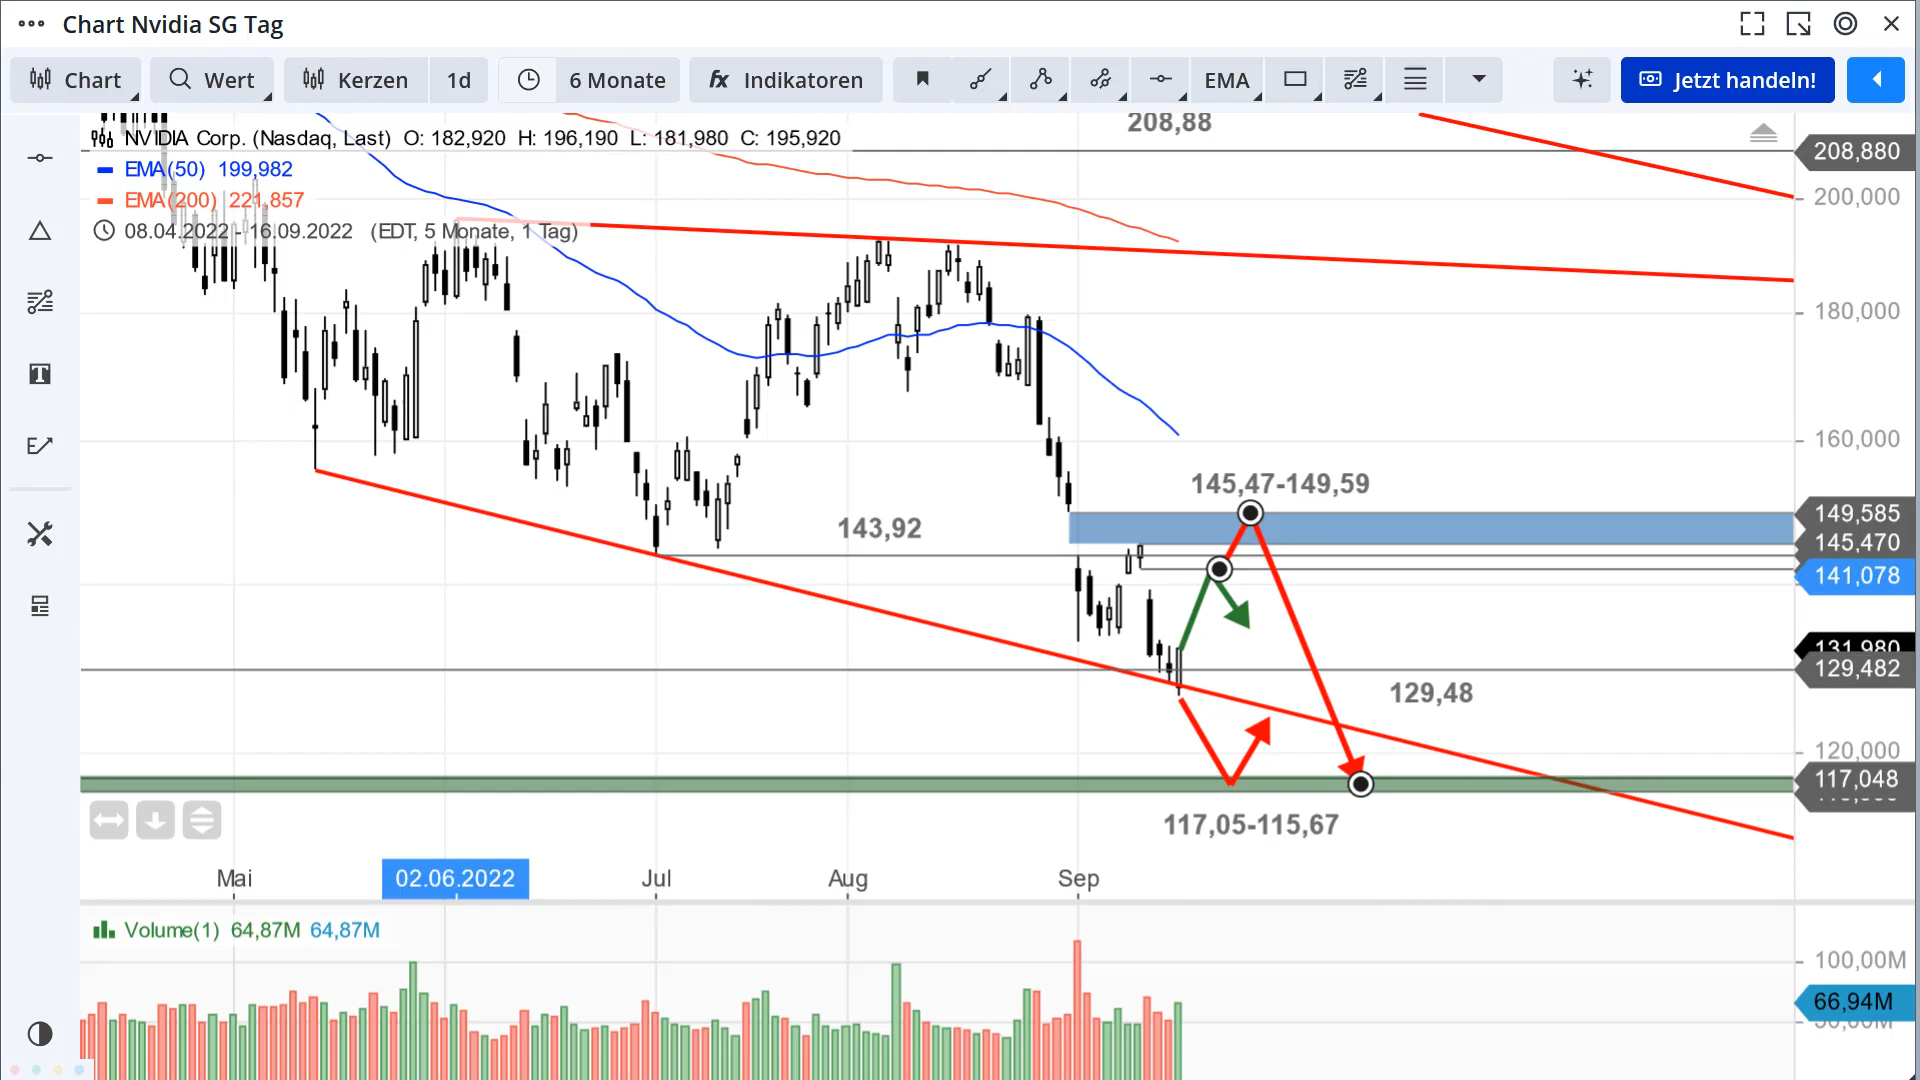 Chart Nvidia SG Tag
Chart
Wert
Kerzen
1d
6 Monate
fx Indikatoren
EMA
Jetzt handeln!
NVIDIA Corp. (Nasdaq, Last) O: 182,920 H: 196,190 L: 181,980 C: 195,920
EMA(50) 199,982
EMA(200) 221,857
08.04.2022 - 16.09.2022 (EDT, 5 Monate, 1 Tag)
208,88
145,47-149,59
143,92
129,48
117,05-115,67
208,880
200,000
180,000
160,000
149,585
145,470
141,078
131,980
129,482
120,000
117,048
Mai
02.06.2022
Jul
Aug
Sep
Volume(1) 64,87M 64,87M
100,00M
66,94M
50,00M